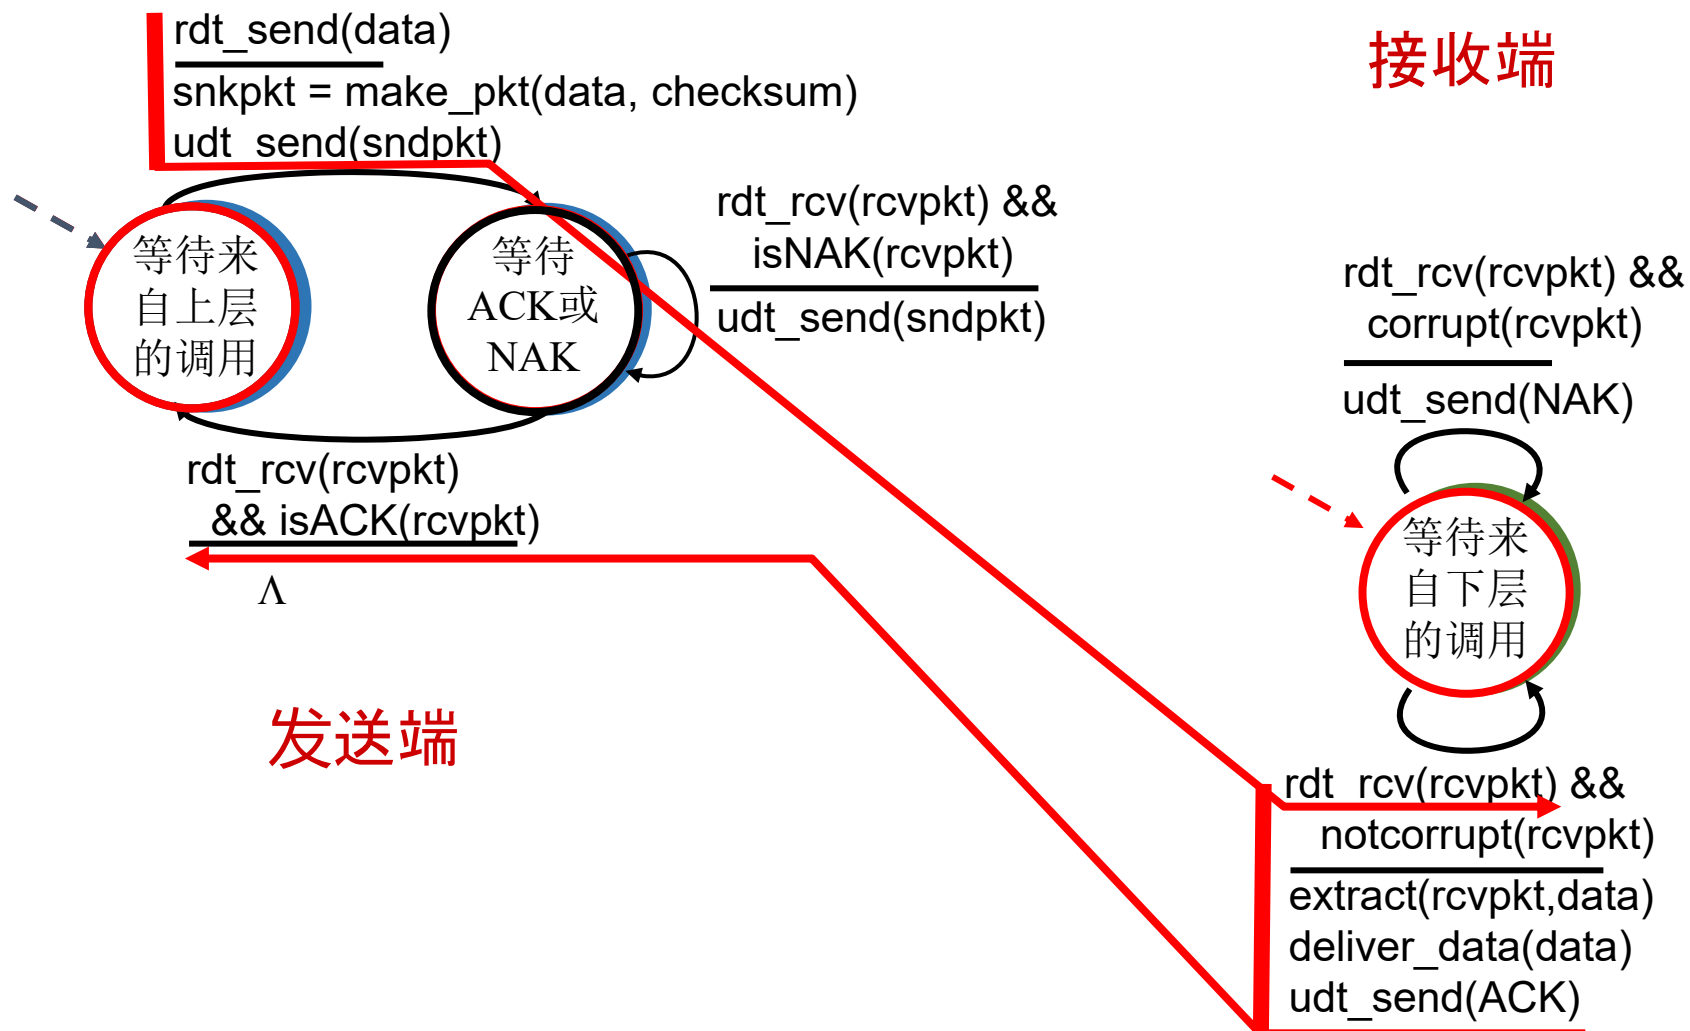 rdt_send(data)
snkpkt = make_pkt(data, checksum)
udt_send(sndpkt)
接收端
等待来
自上层
的调用
等待
ACK或
NAK
rdt_rcv(rcvpkt) &&
isNAK(rcvpkt)
udt_send(sndpkt)
rdt_rcv(rcvpkt) &&
corrupt(rcvpkt)
udt_send(NAK)
rdt_rcv(rcvpkt)
&& isACK(rcvpkt)
Λ
等待来
自下层
的调用
发送端
rdt_rcv(rcvpkt) &&
notcorrupt(rcvpkt)
extract(rcvpkt,data)
deliver_data(data)
udt_send(ACK)